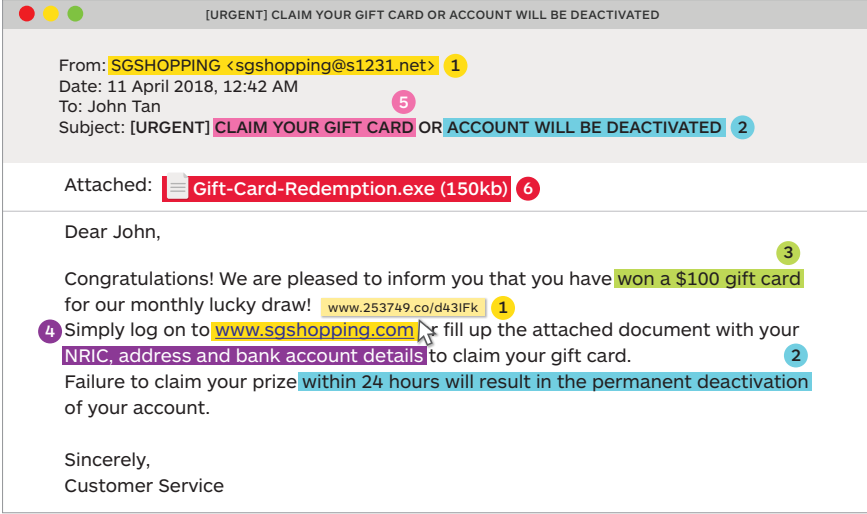 [URGENT] CLAIM YOUR GIFT CARD OR ACCOUNT WILL BE DEACTIVATED
From: SGSHOPPING <sgshopping@s1231.net> 1
Date: 11 April 2018, 12:42 AM
To: John Tan
5
Subject: [URGENT] CLAIM YOUR GIFT CARD OR ACCOUNT WILL BE DEACTIVATED 2
Attached: Gift-Card-Redemption.exe (150kb) 6
Dear John,
3
Congratulations! We are pleased to inform you that you have won a $100 gift card
for our monthly lucky draw! www.253749.co/d43IFk 1
4 Simply log on to www.sgshopping.com r fill up the attached document with your
NRIC, address and bank account details to claim your gift card. 2
Failure to claim your prize within 24 hours will result in the permanent deactivation
of your account.
Sincerely,
Customer Service